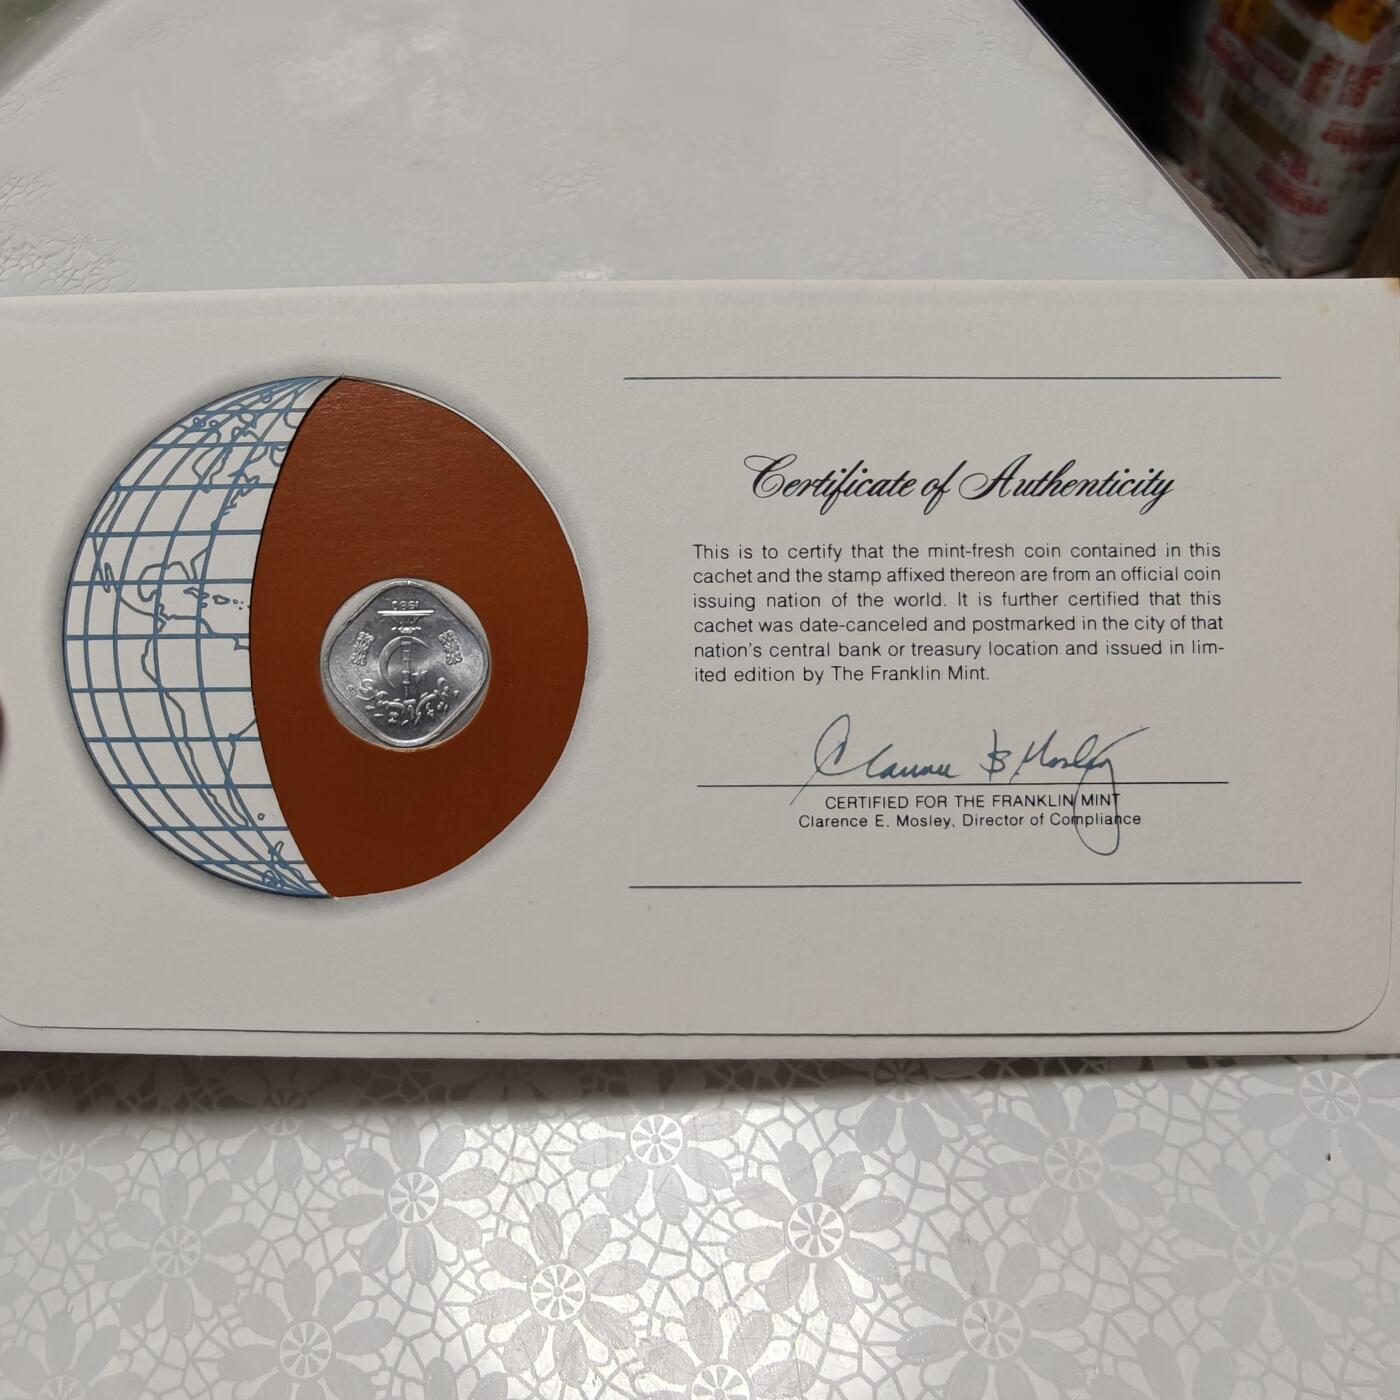 Certificate of Authenticity
This is to certify that the mint-fresh coin contained in this
cachet and the stamp affixed thereon are from an official coin
issuing nation of the world. It is further certified that this
cachet was date-canceled and postmarked in the city of that
nation's central bank or treasury location and issued in lim-
ited edition by The Franklin Mint.
CERTIFIED FOR THE FRANKLIN MINT
Clarence E. Mosley, Director of Compliance
1980